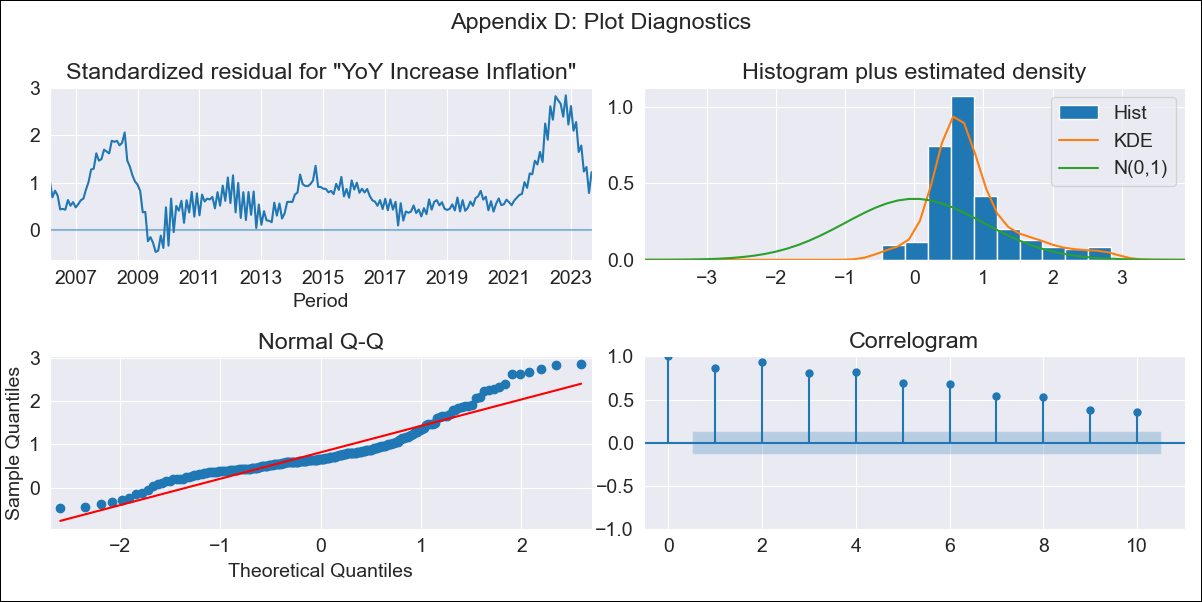 Appendix D: Plot Diagnostics
Standardized residual for "YoY Increase Inflation"
3
2
1
0
2007 2009 2011 2013 2015 2017 2019 2021 2023
Period
Histogram plus estimated density
1.0
0.5
0.0
Hist
KDE
N(0,1)
−3 −2 −1 0 1 2 3
Normal Q-Q
Sample Quantiles
3
2
1
0
−2 −1 0 1 2
Theoretical Quantiles
Correlogram
1.0
0.5
0.0
−0.5
−1.0
0 2 4 6 8 10